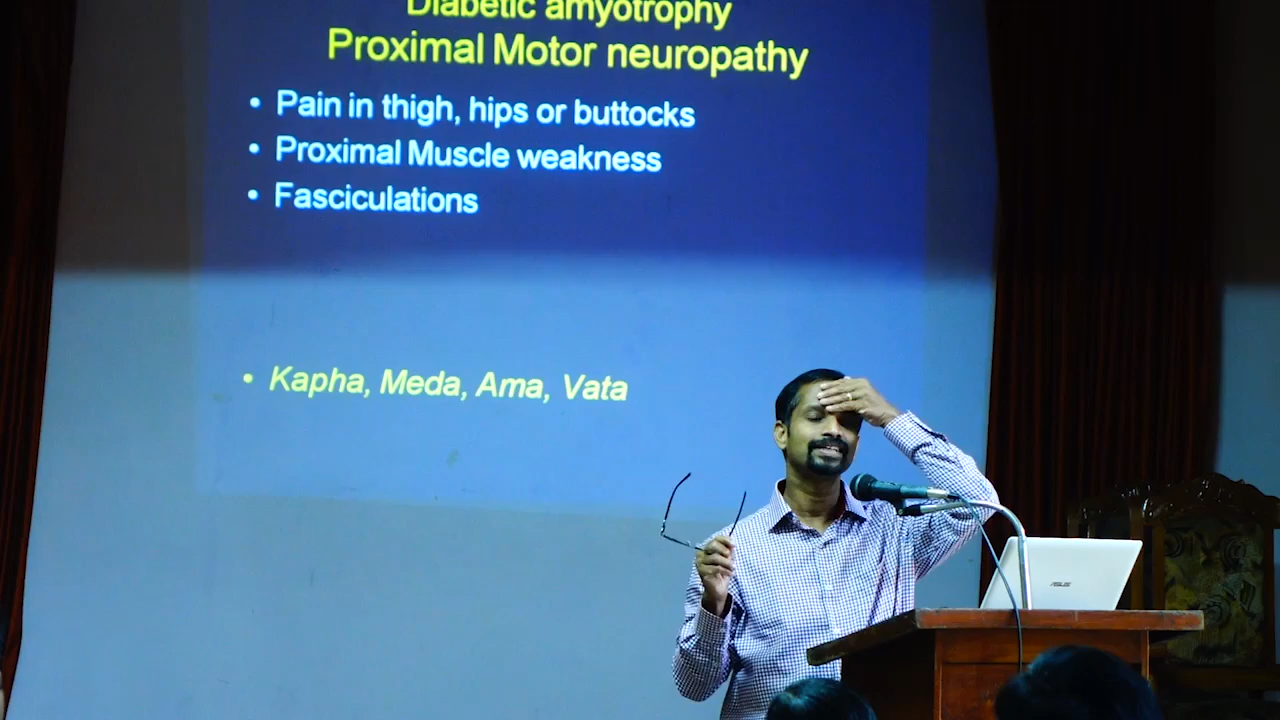 Diabetic amyotrophy
Proximal Motor neuropathy
• Pain in thigh, hips or buttocks
• Proximal Muscle weakness
• Fasciculations
• Kapha, Meda, Ama, Vata
ASUS